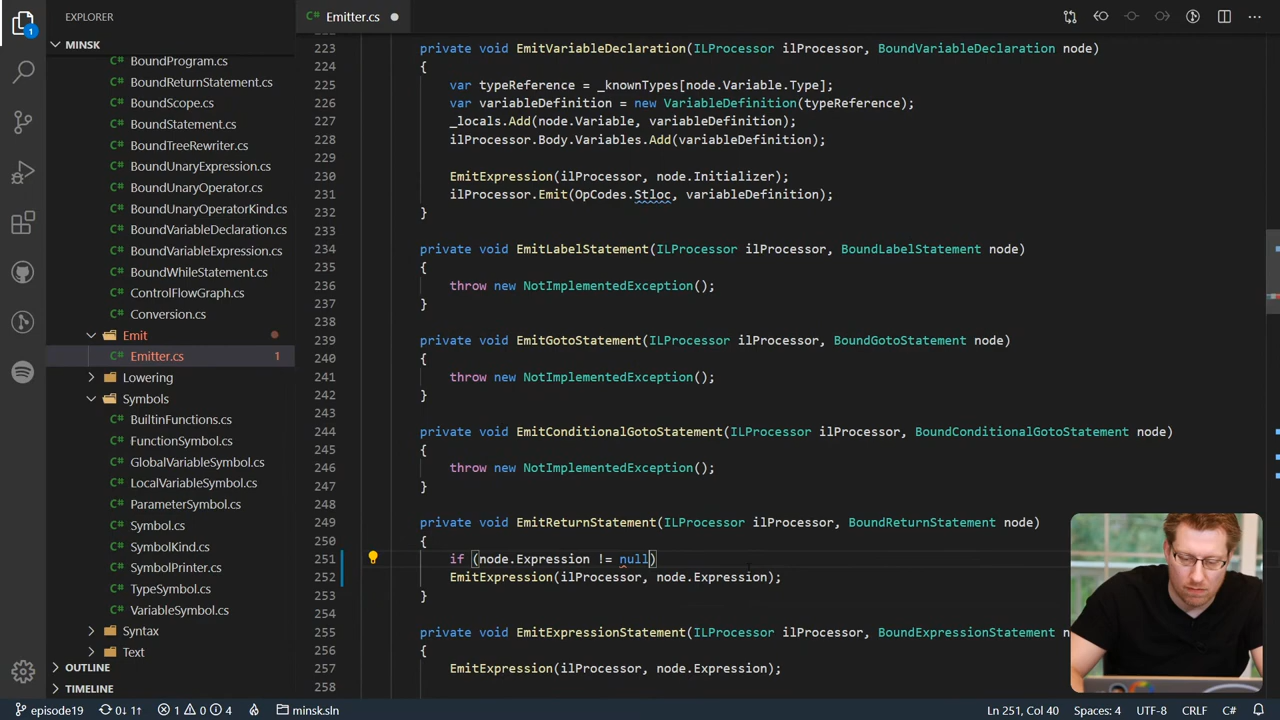 EXPLORER
Emitter.cs
1
MINSK
BoundProgram.cs
BoundReturnStatement.cs
BoundScope.cs
BoundStatement.cs
BoundTreeRewriter.cs
BoundUnaryExpression.cs
BoundUnaryOperator.cs
BoundUnaryOperatorKind.cs
BoundVariableDeclaration.cs
BoundVariableExpression.cs
BoundWhileStatement.cs
ControlFlowGraph.cs
Conversion.cs
Emit
Emitter.cs 1
Lowering
Symbols
BuiltinFunctions.cs
FunctionSymbol.cs
GlobalVariableSymbol.cs
LocalVariableSymbol.cs
ParameterSymbol.cs
Symbol.cs
SymbolKind.cs
SymbolPrinter.cs
TypeSymbol.cs
VariableSymbol.cs
Syntax
Text
OUTLINE
TIMELINE
223 private void EmitVariableDeclaration(ILProcessor ilProcessor, BoundVariableDeclaration node)
224 {
225 var typeReference = _knownTypes[node.Variable.Type];
226 var variableDefinition = new VariableDefinition(typeReference);
227 _locals.Add(node.Variable, variableDefinition);
228 ilProcessor.Body.Variables.Add(variableDefinition);
229
230 EmitExpression(ilProcessor, node.Initializer);
231 ilProcessor.Emit(OpCodes.Stloc, variableDefinition);
232 }
233
234 private void EmitLabelStatement(ILProcessor ilProcessor, BoundLabelStatement node)
235 {
236 throw new NotImplementedException();
237 }
238
239 private void EmitGotoStatement(ILProcessor ilProcessor, BoundGotoStatement node)
240 {
241 throw new NotImplementedException();
242 }
243
244 private void EmitConditionalGotoStatement(ILProcessor ilProcessor, BoundConditionalGotoStatement node)
245 {
246 throw new NotImplementedException();
247 }
248
249 private void EmitReturnStatement(ILProcessor ilProcessor, BoundReturnStatement node)
250 {
251 if (node.Expression != null)
252 EmitExpression(ilProcessor, node.Expression);
253 }
254
255 private void EmitExpressionStatement(ILProcessor ilProcessor, BoundExpressionStatement n
256 {
257 EmitExpression(ilProcessor, node.Expression);
258
episode19 0↓ 1↑ 1 0 4 minsk.sln Ln 251, Col 40 Spaces: 4 UTF-8 CRLF C#